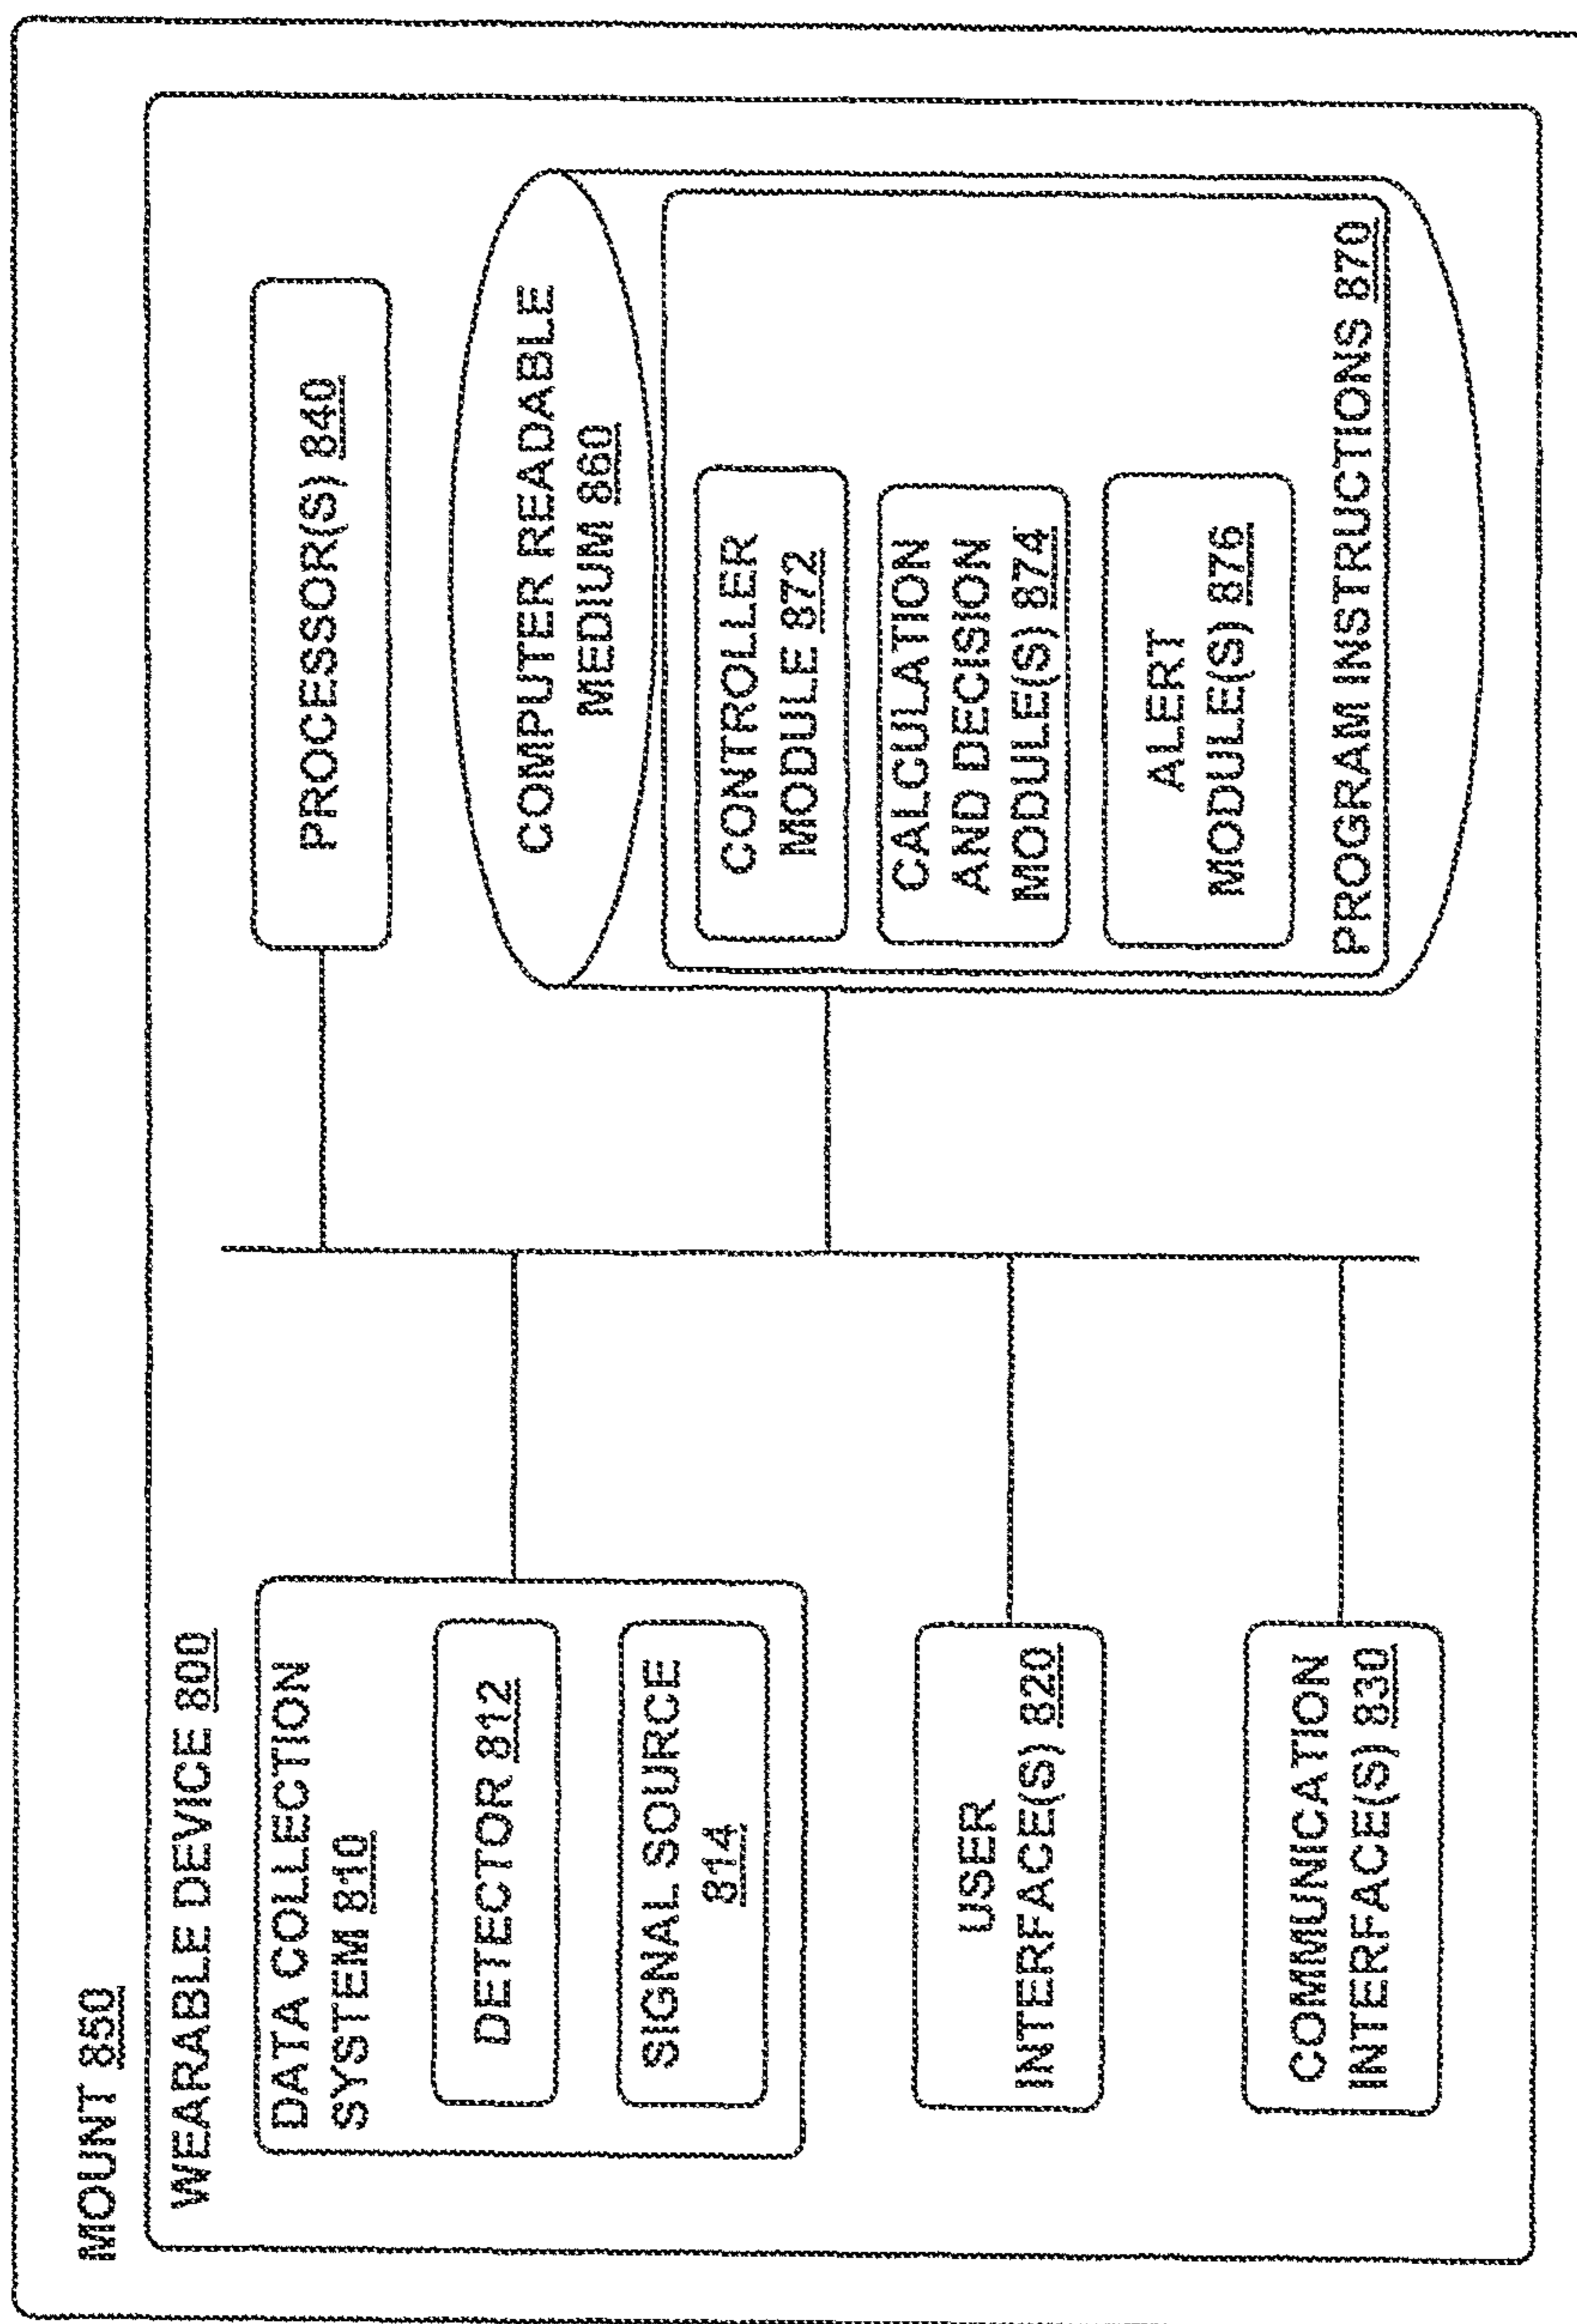 MOUNT 850
WEARABLE DEVICE 800
DATA COLLECTION
SYSTEM 810
DETECTOR 812
SIGNAL SOURCE
814
USER
INTERFACE(S) 820
COMMUNICATION
INTERFACE(S) 830
PROCESSOR(S) 840
COMPUTER READABLE
MEDIUM 860
CONTROLLER
MODULE 872
CALCULATION
AND DECISION
MODULE(S) 874
ALERT
MODULE(S) 876
PROGRAM INSTRUCTIONS 870